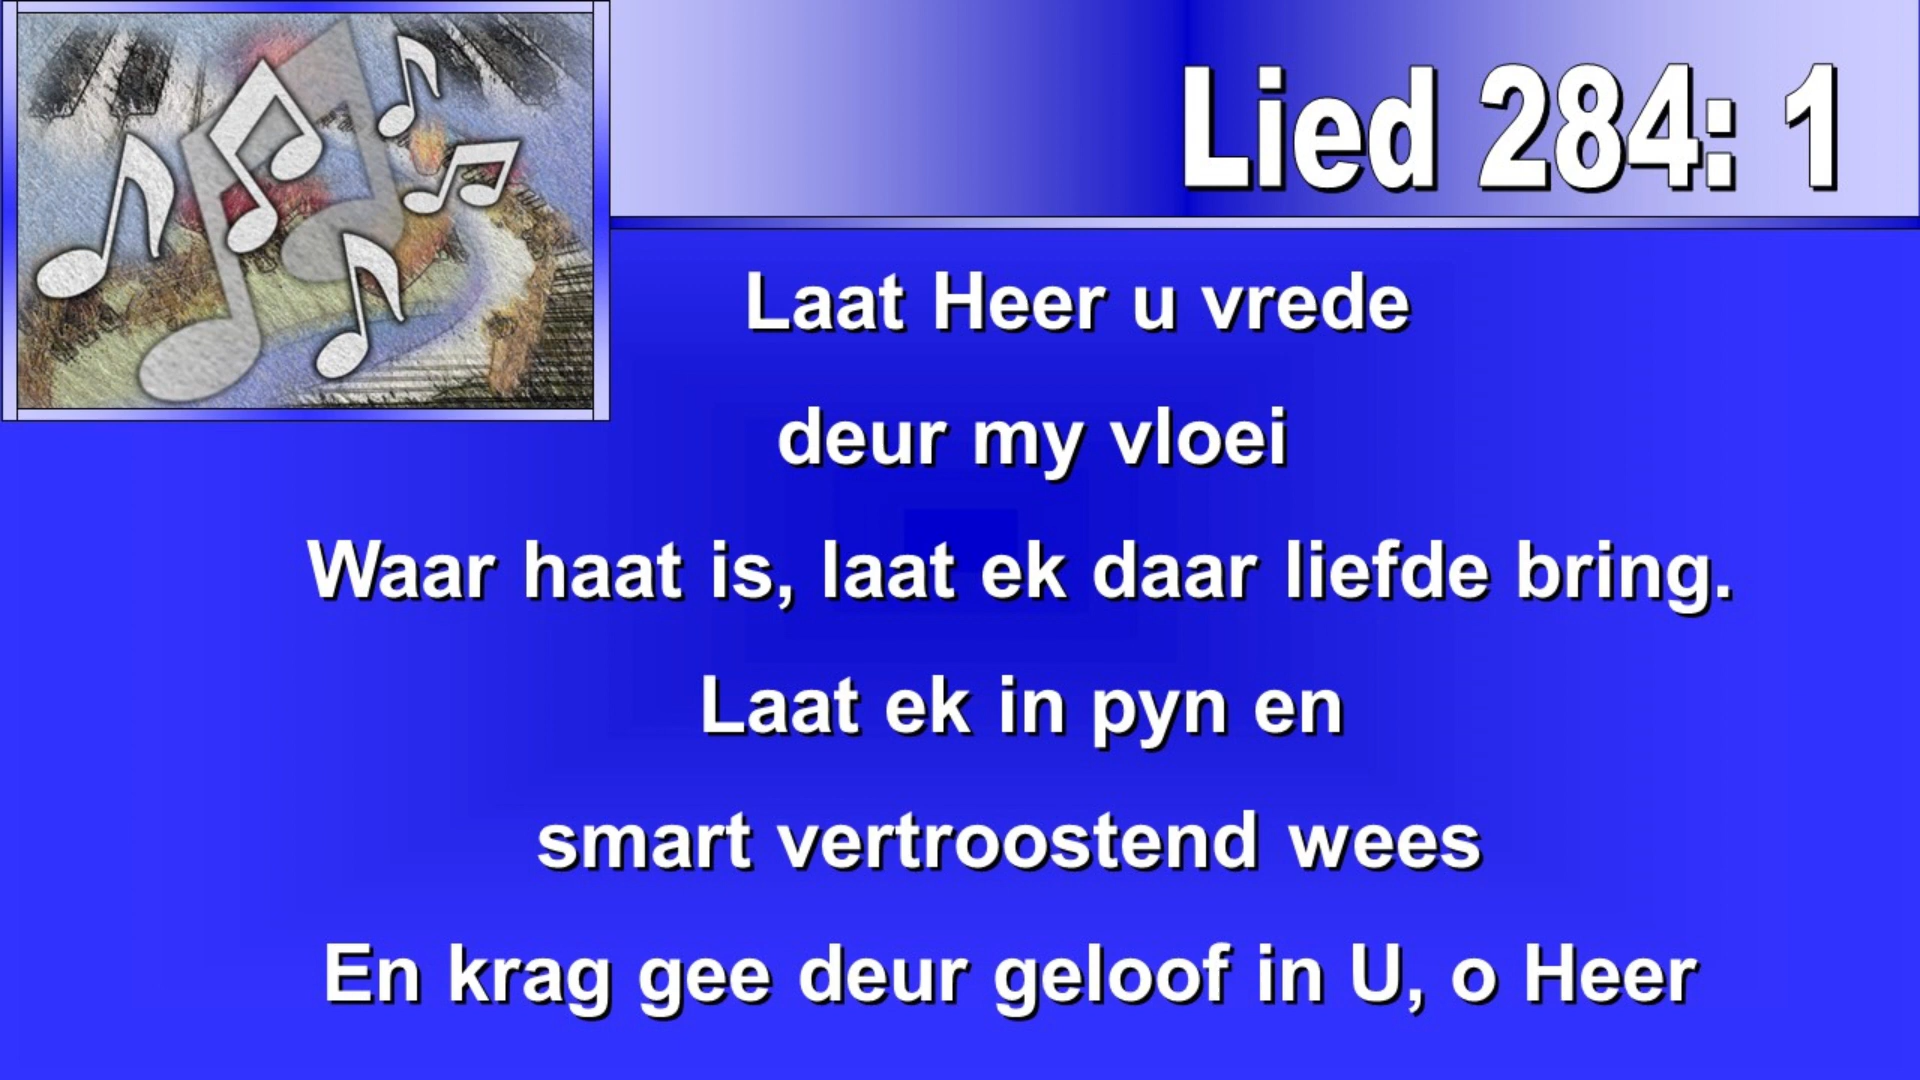 Lied 284: 1
Laat Heer u vrede
deur my vloei
Waar haat is, laat ek daar liefde bring.
Laat ek in pyn en
smart vertroostend wees
En krag gee deur geloof in U, o Heer